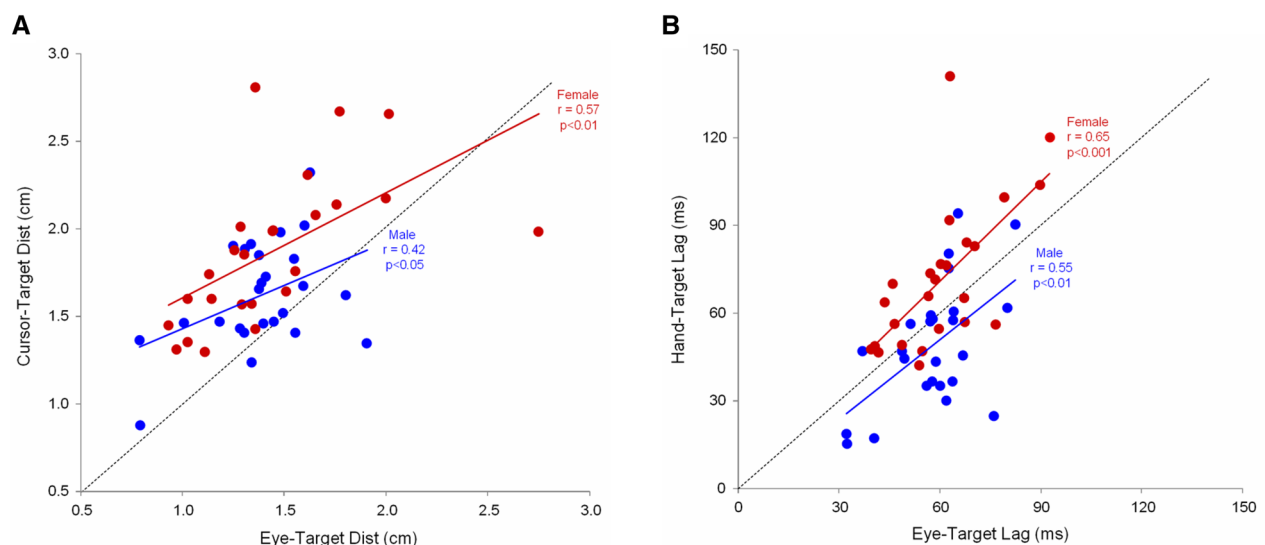 A
3.0
2.5
2.0
1.5
1.0
0.5
Cursor-Target Dist (cm)
Female
r = 0.57
p<0.01
Male
r = 0.42
p<0.05
1.0
1.5
2.0
2.5
3.0
Eye-Target Dist (cm)
B
150
120
90
60
30
0
Hand-Target Lag (ms)
Female
r = 0.65
p<0.001
Male
r = 0.55
p<0.01
0
30
60
90
120
150
Eye-Target Lag (ms)